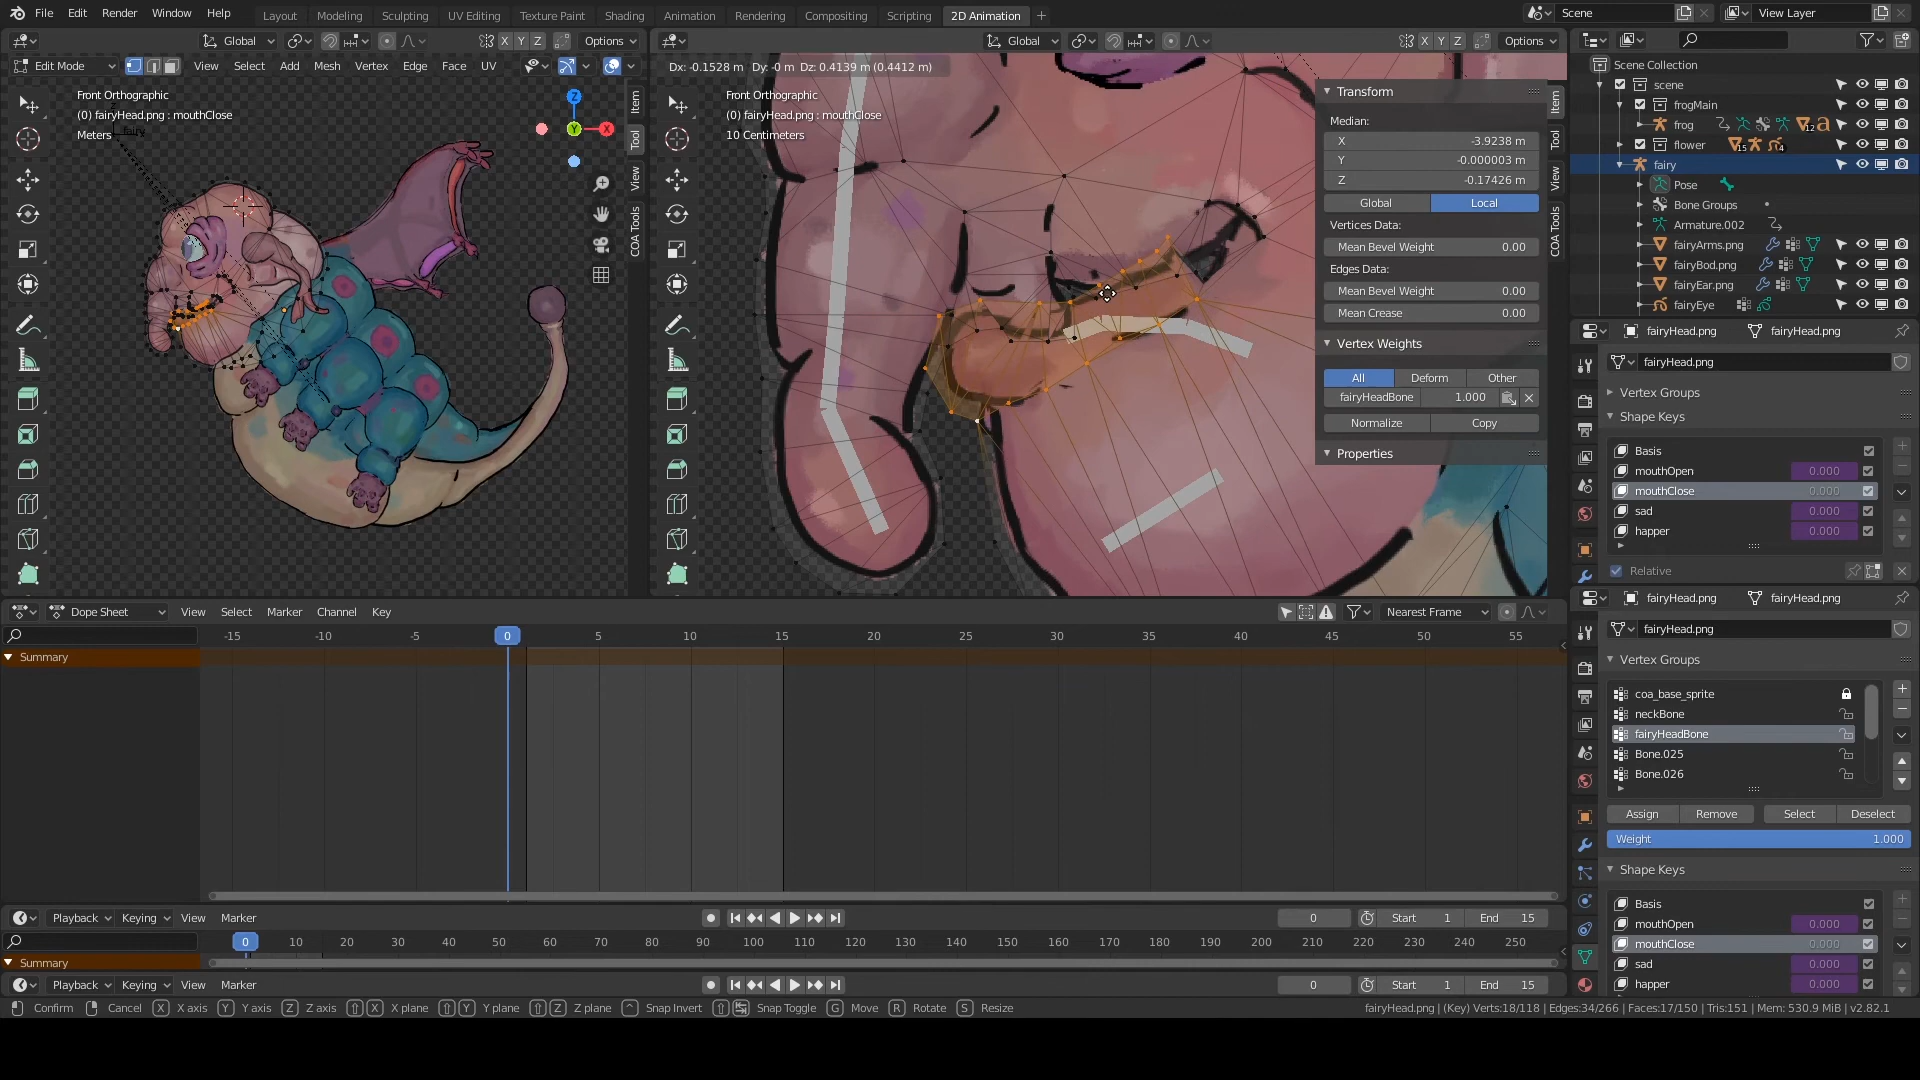 File Edit Render Window Help Layout Modeling Sculpting UV Editing Texture Paint Shading Animation Rendering Compositing Scripting 2D Animation + Scene View Layer
Global X Y Z Options Global X Y Z Options
Edit Mode View Select Add Mesh Vertex Edge Face UV Dx: -0.1528 m Dy: -0 m Dz: 0.4139 m (0.4412 m)
Front Orthographic
(0) fairyHead.png : mouthClose
Meters
fairy
Z
Y
X
Item
Tool
View
COA Tools
Front Orthographic
(0) fairyHead.png : mouthClose
10 Centimeters
Transform
Median:
X -3.9238 m
Y -0.000003 m
Z -0.17426 m
Global Local
Vertices Data:
Mean Bevel Weight 0.00
Edges Data:
Mean Bevel Weight 0.00
Mean Crease 0.00
Vertex Weights
All Deform Other
fairyHeadBone 1.000
Normalize Copy
Properties
Item
Tool
View
COA Tools
Scene Collection
scene
frogMain
frog 12
flower 15 4
fairy
Pose
Bone Groups
Armature.002
fairyArms.png
fairyBod.png
fairyEar.png
fairyEye
fairyHead.png fairyHead.png
fairyHead.png
Vertex Groups
Shape Keys
Basis
mouthOpen 0.000
mouthClose 0.000
sad 0.000
happer 0.000
Relative
fairyHead.png fairyHead.png
fairyHead.png
Vertex Groups
coa_base_sprite
neckBone
fairyHeadBone
Bone.025
Bone.026
Assign Remove Select Deselect
Weight 1.000
Shape Keys
Basis
mouthOpen 0.000
mouthClose 0.000
sad 0.000
happer 0.000
Dope Sheet View Select Marker Channel Key Nearest Frame
-15 -10 -5 0 5 10 15 20 25 30 35 40 45 50 55
Summary
Playback Keying View Marker 0 Start 1 End 15
0 10 20 30 40 50 60 70 80 90 100 110 120 130 140 150 160 170 180 190 200 210 220 230 240 250
Summary
Playback Keying View Marker 0 Start 1 End 15
Confirm Cancel X X axis Y Y axis Z Z axis X X plane Y Y plane Z Z plane Snap Invert Snap Toggle G Move R Rotate S Resize fairyHead.png | (Key) Verts:18/118 | Edges:34/266 | Faces:17/150 | Tris:151 | Mem: 530.9 MiB | v2.82.1